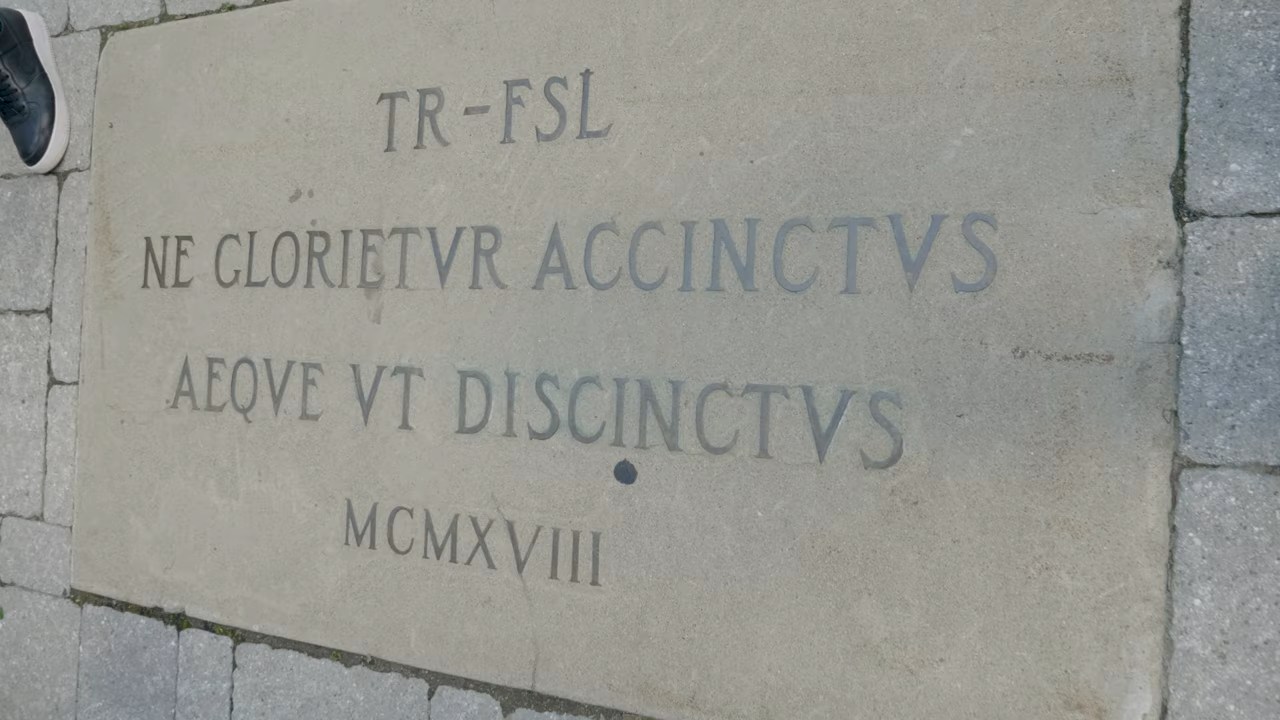 TR-FSL
NE GLORIETVR ACCINCTVS
AEQVE VT DISCINCTVS
MCMXVIII